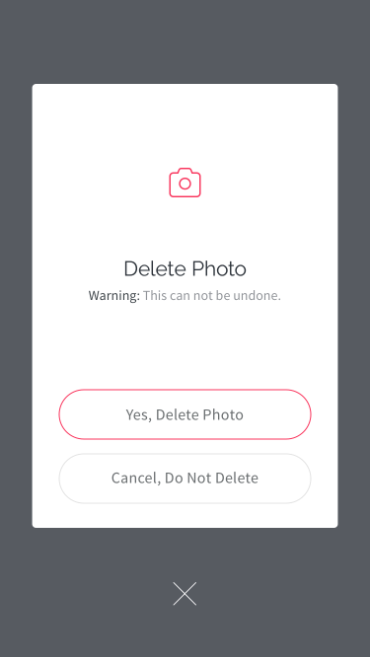 Delete Photo
Warning: This can not be undone.
Yes, Delete Photo
Cancel, Do Not Delete